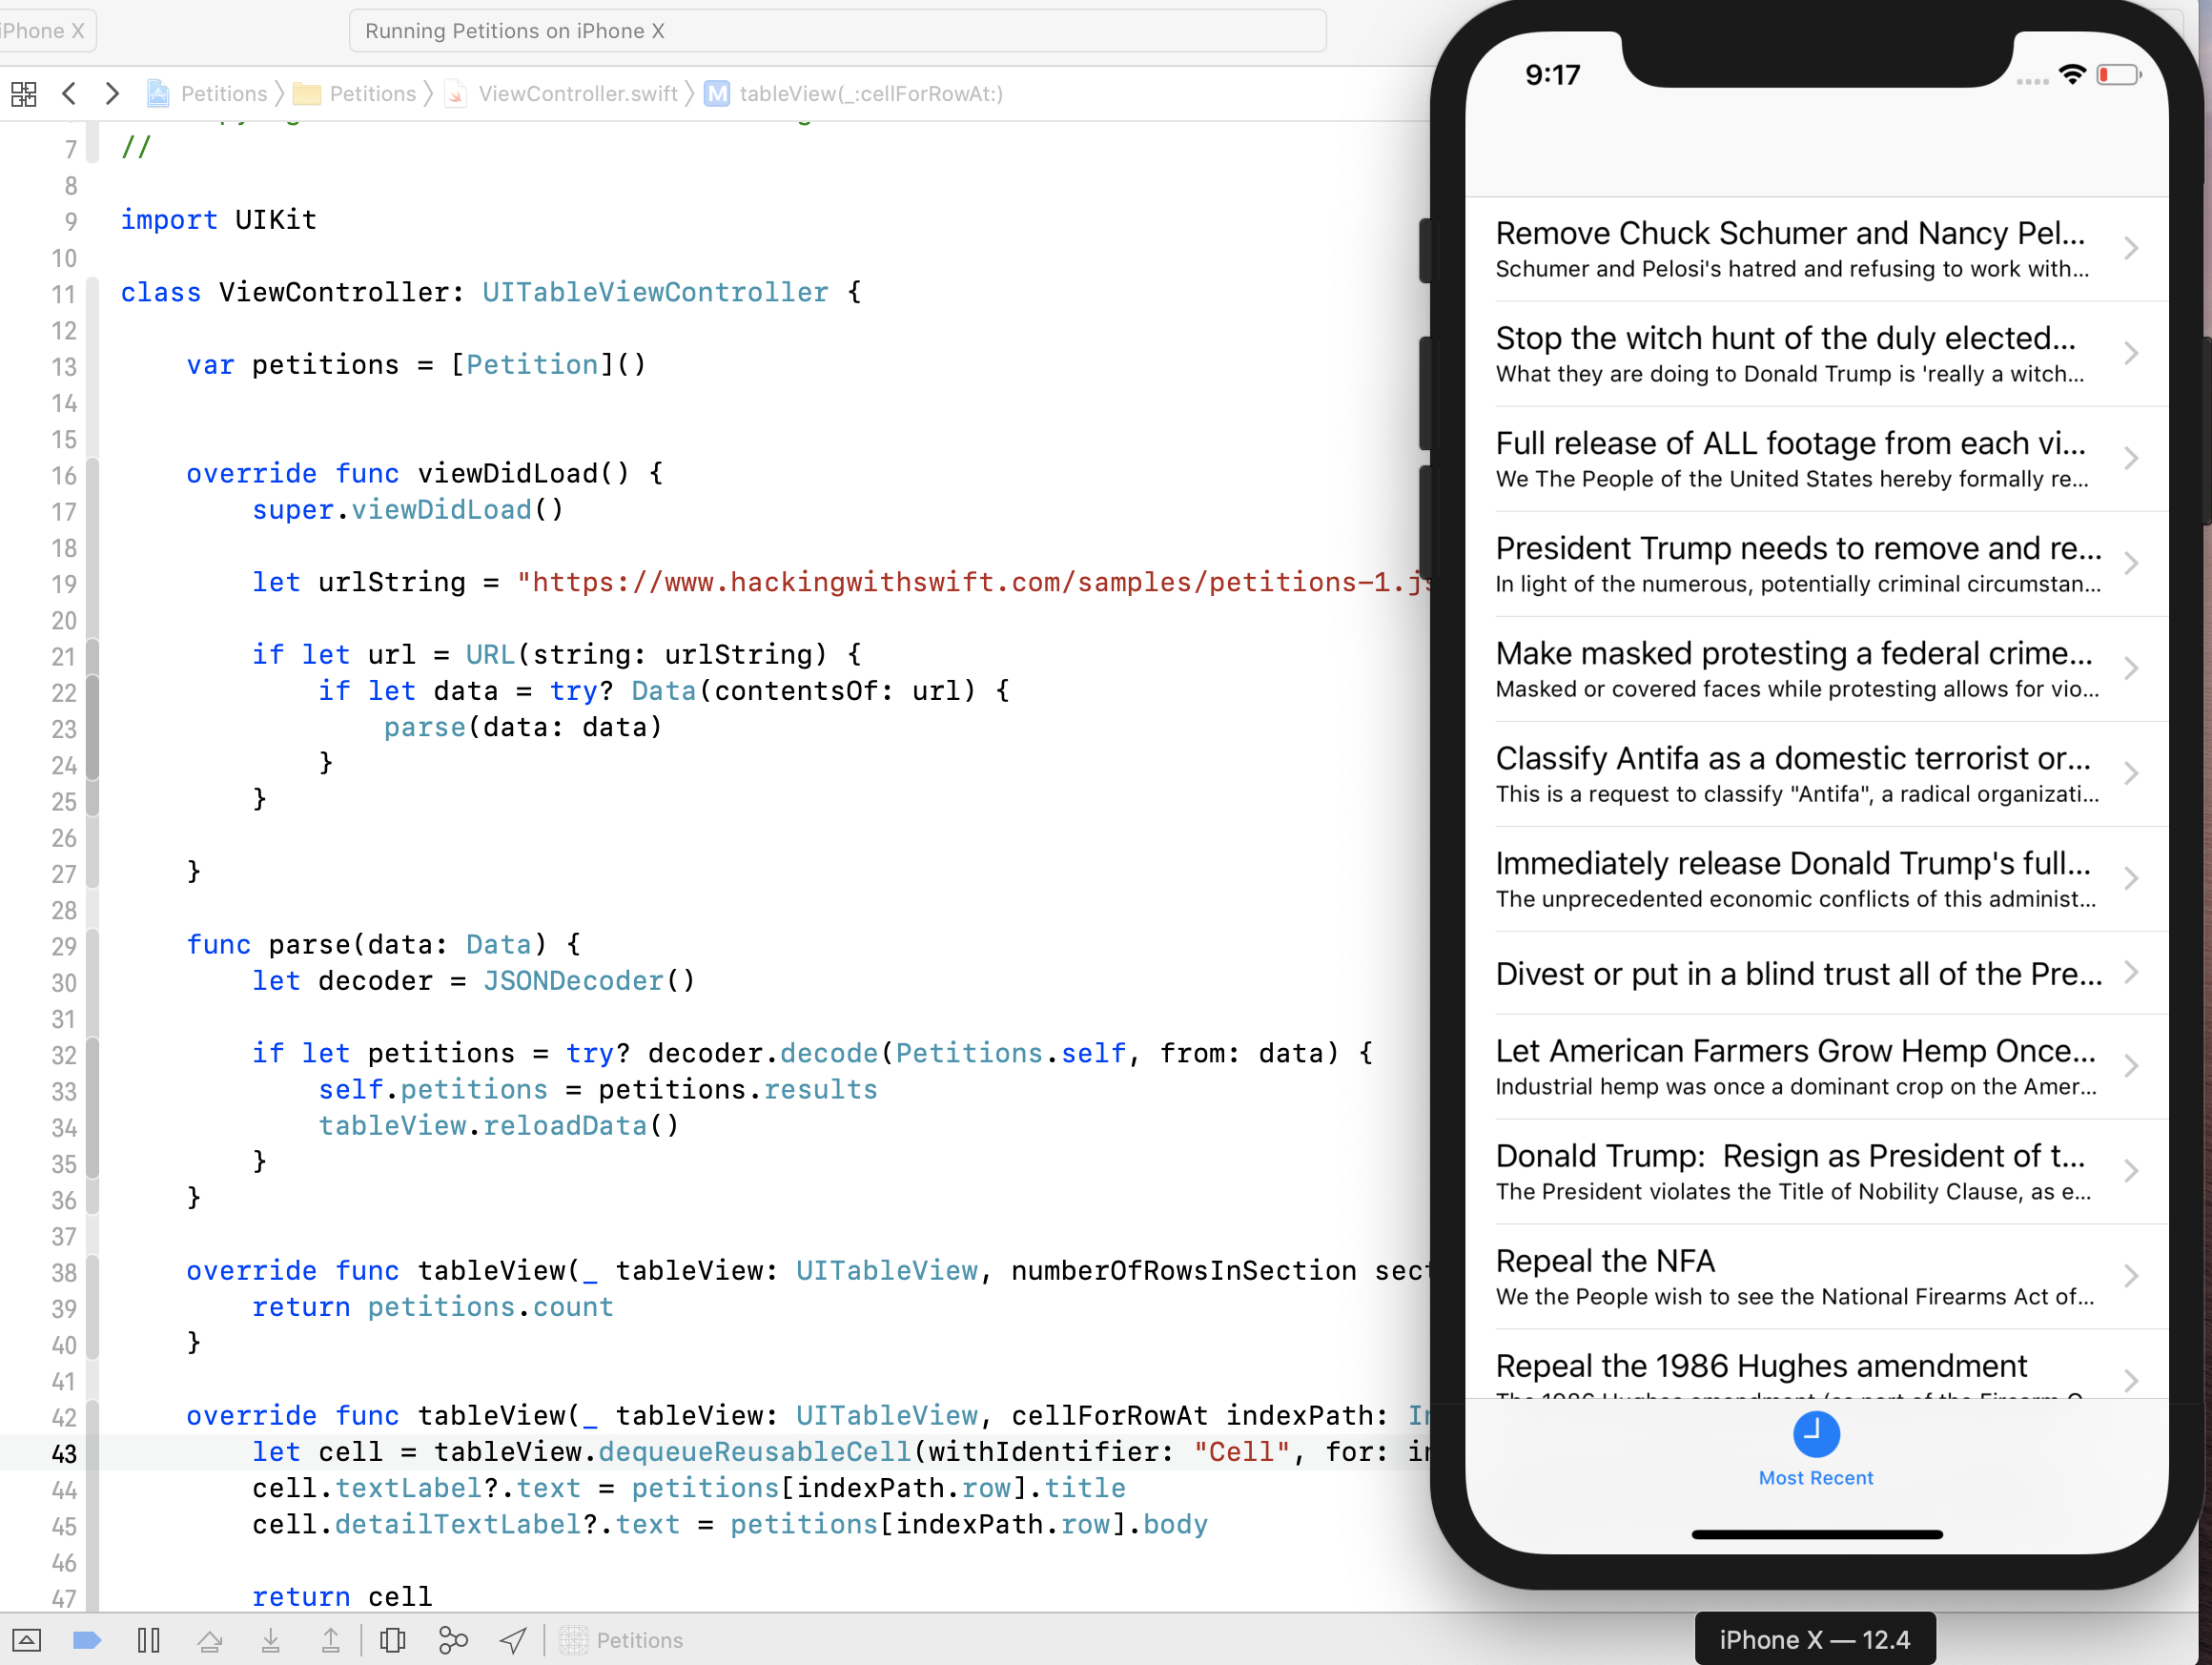 iPhone X
Running Petitions on iPhone X
Petitions
Petitions
ViewController.swift
M
tableView(_:cellForRowAt:)
7 //
8
9 import UIKit
10
11 class ViewController: UITableViewController {
12
13 var petitions = [Petition]()
14
15
16 override func viewDidLoad() {
17 super.viewDidLoad()
18
19 let urlString = "https://www.hackingwithswift.com/samples/petitions-1.js
20
21 if let url = URL(string: urlString) {
22 if let data = try? Data(contentsOf: url) {
23 parse(data: data)
24 }
25 }
26
27 }
28
29 func parse(data: Data) {
30 let decoder = JSONDecoder()
31
32 if let petitions = try? decoder.decode(Petitions.self, from: data) {
33 self.petitions = petitions.results
34 tableView.reloadData()
35 }
36 }
37
38 override func tableView(_ tableView: UITableView, numberOfRowsInSection sect
39 return petitions.count
40 }
41
42 override func tableView(_ tableView: UITableView, cellForRowAt indexPath: In
43 let cell = tableView.dequeueReusableCell(withIdentifier: "Cell", for: in
44 cell.textLabel?.text = petitions[indexPath.row].title
45 cell.detailTextLabel?.text = petitions[indexPath.row].body
46
47 return cell
Petitions
9:17
Remove Chuck Schumer and Nancy Pel...
Schumer and Pelosi's hatred and refusing to work with...
Stop the witch hunt of the duly elected...
What they are doing to Donald Trump is 'really a witch...
Full release of ALL footage from each vi...
We The People of the United States hereby formally re...
President Trump needs to remove and re...
In light of the numerous, potentially criminal circumstan...
Make masked protesting a federal crime...
Masked or covered faces while protesting allows for vio...
Classify Antifa as a domestic terrorist or...
This is a request to classify "Antifa", a radical organizati...
Immediately release Donald Trump's full...
The unprecedented economic conflicts of this administ...
Divest or put in a blind trust all of the Pre...
Let American Farmers Grow Hemp Once...
Industrial hemp was once a dominant crop on the Amer...
Donald Trump:  Resign as President of t...
The President violates the Title of Nobility Clause, as e...
Repeal the NFA
We the People wish to see the National Firearms Act of...
Repeal the 1986 Hughes amendment
Most Recent
iPhone X — 12.4